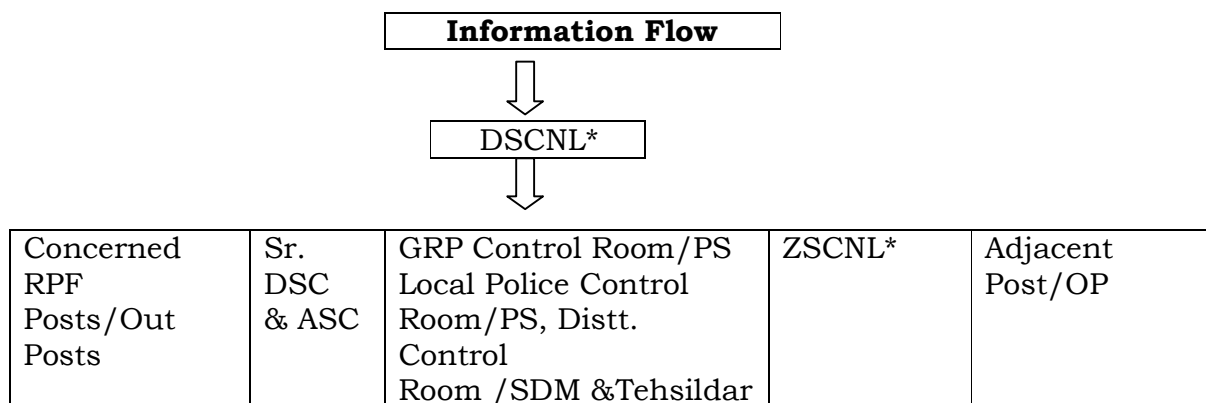 Information Flow
DSCNL*
Concerned
RPF
Posts/Out
Posts
Sr.
DSC
& ASC
GRP Control Room/PS
Local Police Control
Room/PS, Distt.
Control
Room /SDM &Tehsildar
ZSCNL*
Adjacent
Post/OP